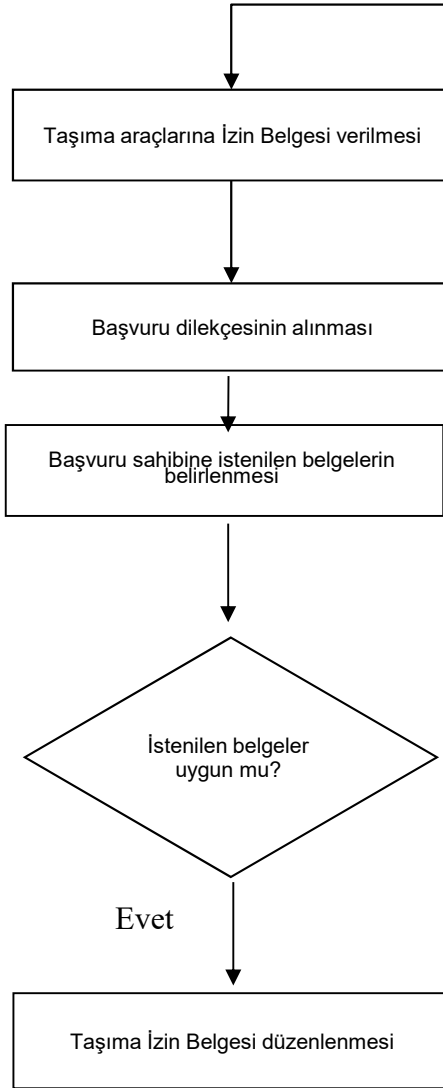 Taşıma araçlarına İzin Belgesi verilmesi
Başvuru dilekçesinin alınması
Başvuru sahibine istenilen belgelerin
belirlenmesi
İstenilen belgeler
uygun mu?
Evet
Taşıma İzin Belgesi düzenlenmesi